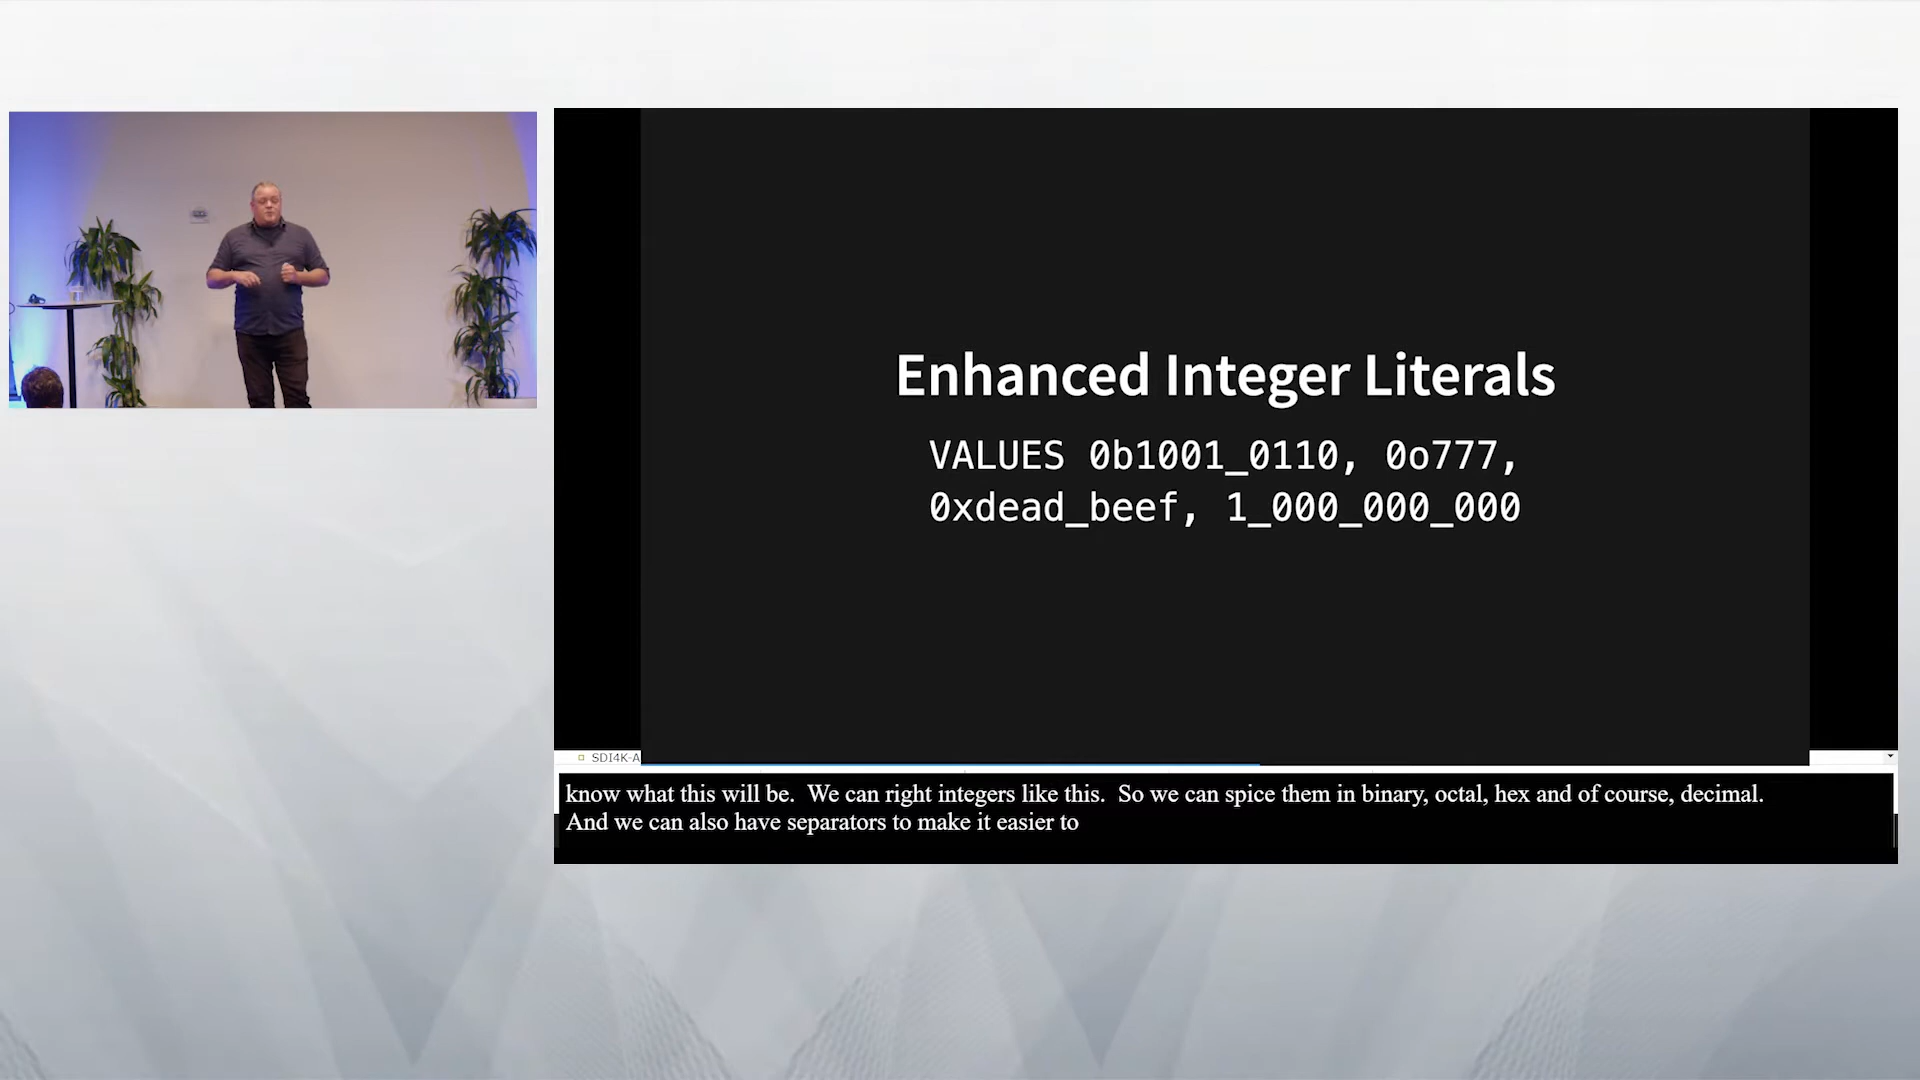 Enhanced Integer Literals
VALUES 0b1001_0110, 0o777,
0xdead_beef, 1_000_000_000
SDI4K-A
know what this will be.  We can right integers like this.  So we can spice them in binary, octal, hex and of course, decimal.
And we can also have separators to make it easier to